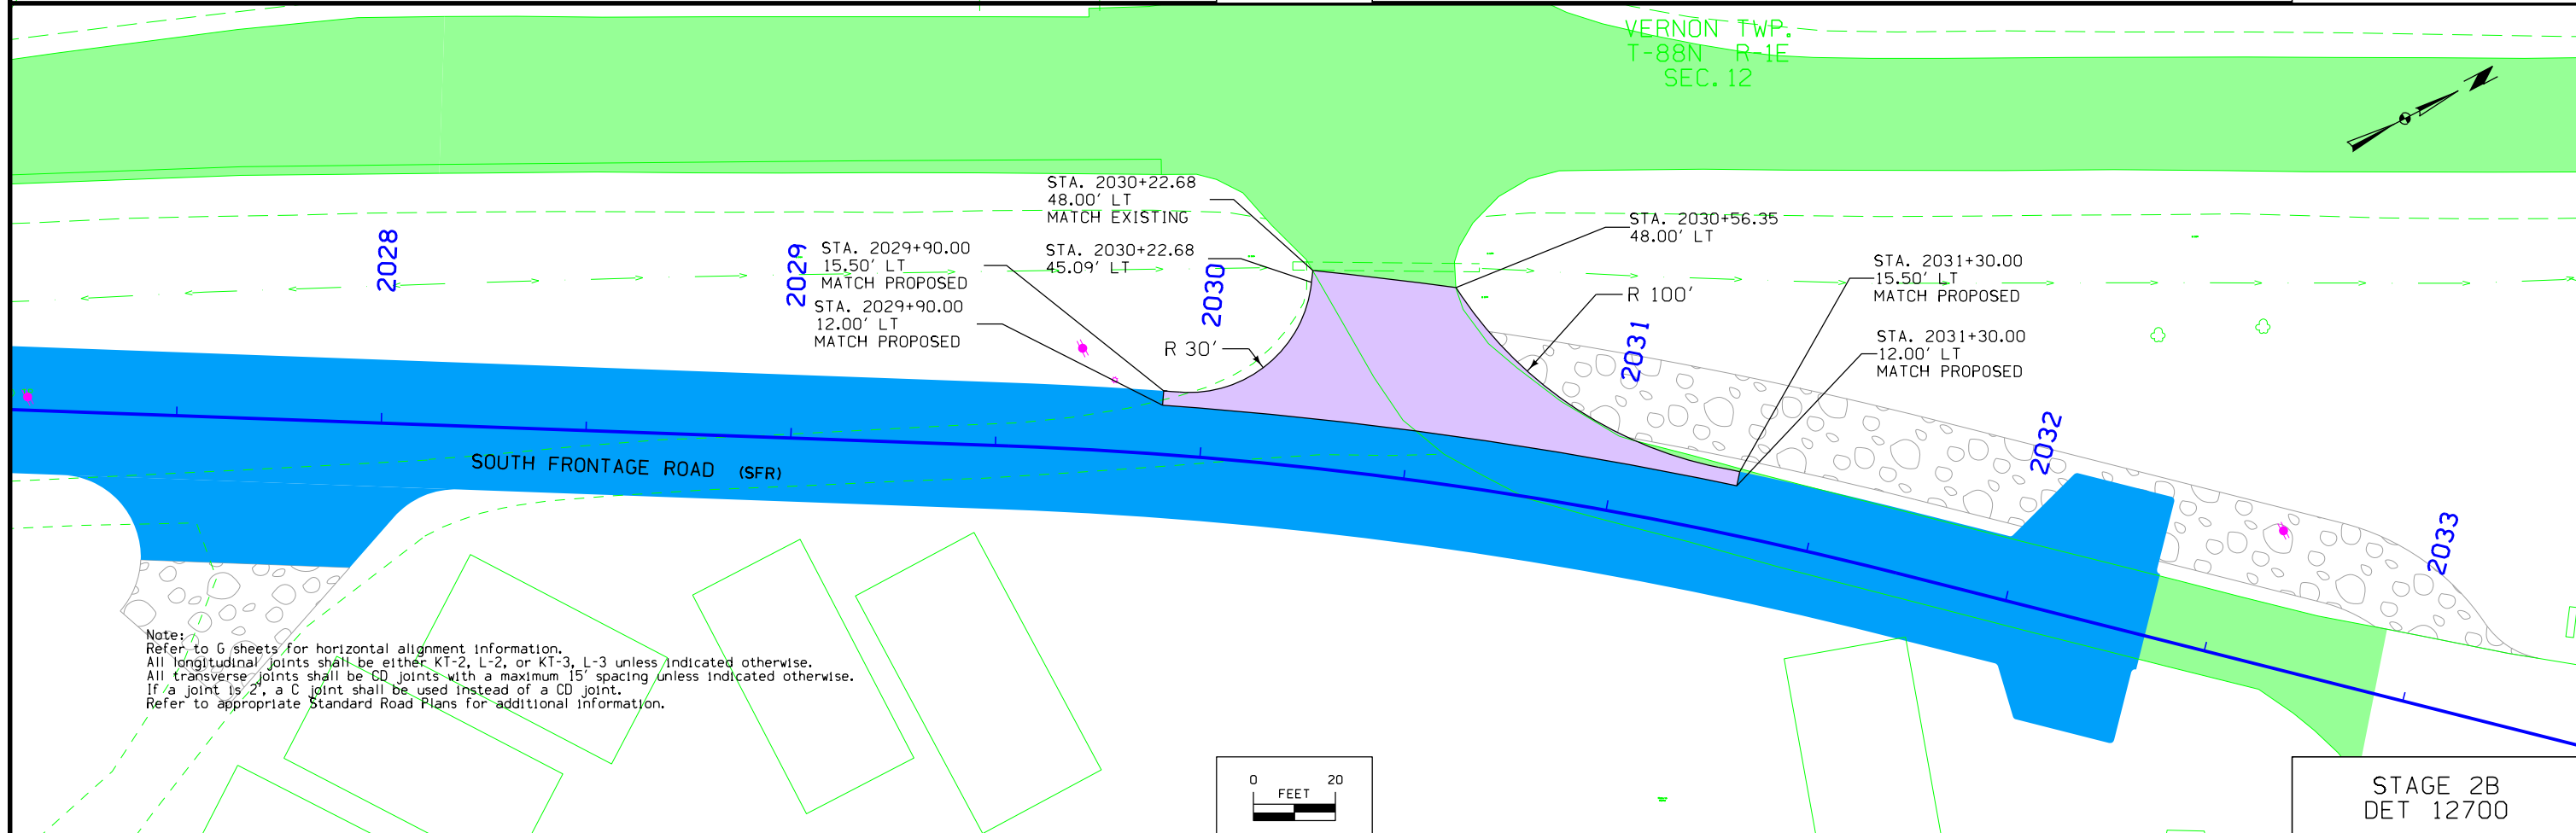 VERNON TWP.
T-88N R-1E
SEC. 12
STA. 2030+22.68
48.00' LT
MATCH EXISTING
STA. 2030+22.68
45.09' LT
STA. 2029+90.00
15.50' LT
MATCH PROPOSED
STA. 2029+90.00
12.00' LT
MATCH PROPOSED
STA. 2030+56.35
48.00' LT
STA. 2031+30.00
15.50' LT
MATCH PROPOSED
STA. 2031+30.00
12.00' LT
MATCH PROPOSED
R 30'
R 100'
2028
2029
2030
2031
2032
2033
SOUTH FRONTAGE ROAD (SFR)
Note:
Refer to G sheets for horizontal alignment information.
All longitudinal joints shall be either KT-2, L-2, or KT-3, L-3 unless indicated otherwise.
All transverse joints shall be CD joints with a maximum 15' spacing unless indicated otherwise.
If a joint is 2', a C joint shall be used instead of a CD joint.
Refer to appropriate Standard Road Plans for additional information.
0 20
FEET
STAGE 2B
DET 12700